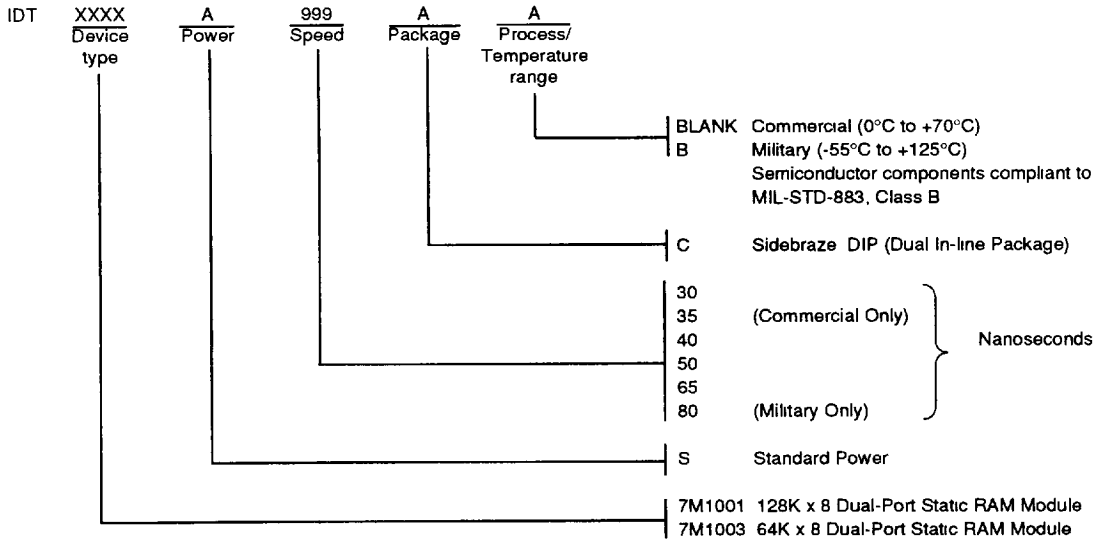 IDT XXXX A 999 A A
Device Power Speed Package Process/
type Temperature
range
BLANK Commercial (0°C to +70°C)
B Military (-55°C to +125°C)
Semiconductor components compliant to
MIL-STD-883, Class B
C Sidebraze DIP (Dual In-line Package)
30
35 (Commercial Only)
40
50
65
80 (Military Only)
Nanoseconds
S Standard Power
7M1001 128K x 8 Dual-Port Static RAM Module
7M1003 64K x 8 Dual-Port Static RAM Module